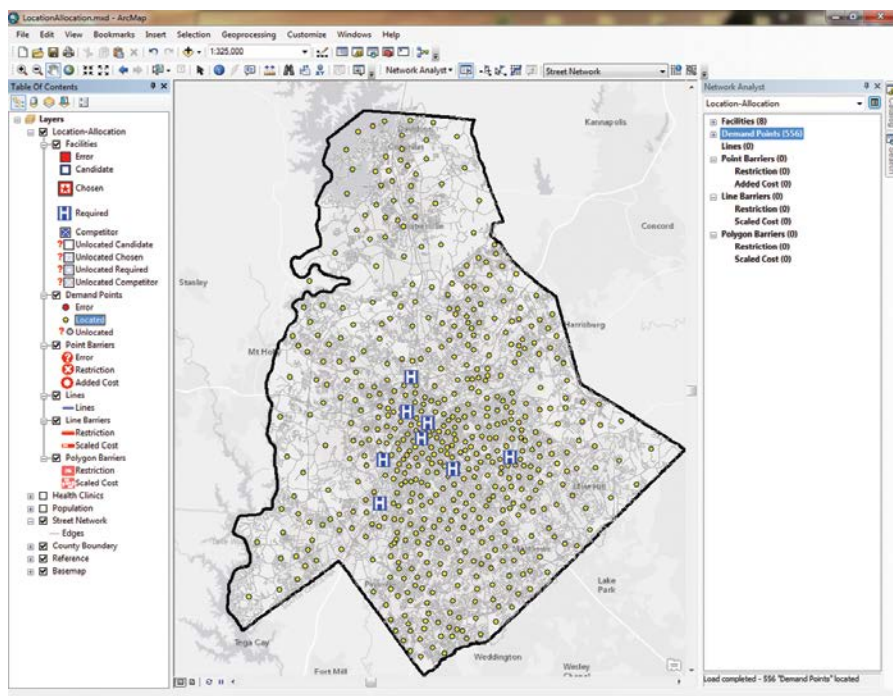 LocationAllocation.mxd - ArcMap
File Edit View Bookmarks Insert Selection Geoprocessing Customize Windows Help
1:325,000
Network Analyst
Street Network
Table Of Contents
Layers
Location-Allocation
Facilities
Error
Candidate
Chosen
Required
Competitor
Unlocated Candidate
Unlocated Chosen
Unlocated Required
Unlocated Competitor
Demand Points
Error
Located
Unlocated
Point Barriers
Error
Restriction
Added Cost
Lines
Lines
Line Barriers
Restriction
Scaled Cost
Polygon Barriers
Restriction
Scaled Cost
Health Clinics
Population
Street Network
Edges
County Boundary
Reference
Basemap
Kannapolis
Concord
Stanley
Harrisburg
Mt Holly
H
H
H
H
H
H
H
H
Lake
Park
Tega Cay
Weddington
Fort Mill
Wesley
Chapel
Network Analyst
Location-Allocation
Facilities (8)
Demand Points (556)
Lines (0)
Point Barriers (0)
Restriction (0)
Added Cost (0)
Line Barriers (0)
Restriction (0)
Scaled Cost (0)
Polygon Barriers (0)
Restriction (0)
Scaled Cost (0)
Catalog
Search
Load completed - 556 "Demand Points" located